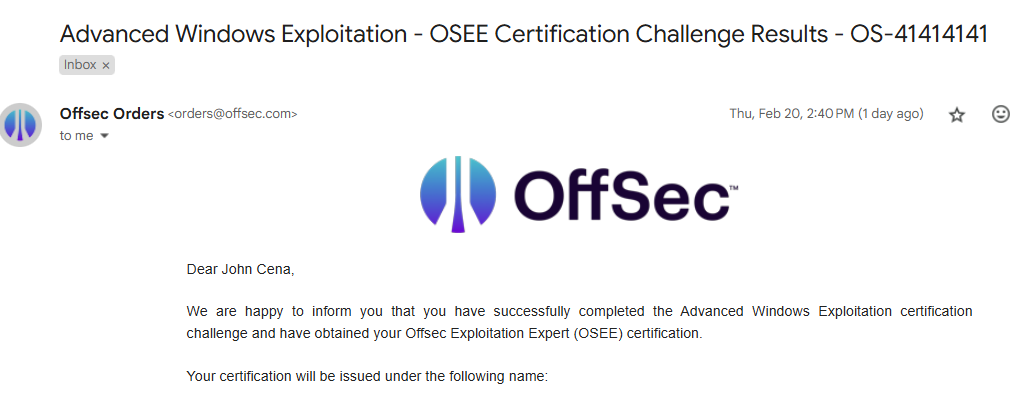 Advanced Windows Exploitation - OSEE Certification Challenge Results - OS-41414141
Inbox ×
Offsec Orders <orders@offsec.com>
Thu, Feb 20, 2:40 PM (1 day ago)
to me
OffSec™
Dear John Cena,
We are happy to inform you that you have successfully completed the Advanced Windows Exploitation certification
challenge and have obtained your Offsec Exploitation Expert (OSEE) certification.
Your certification will be issued under the following name: